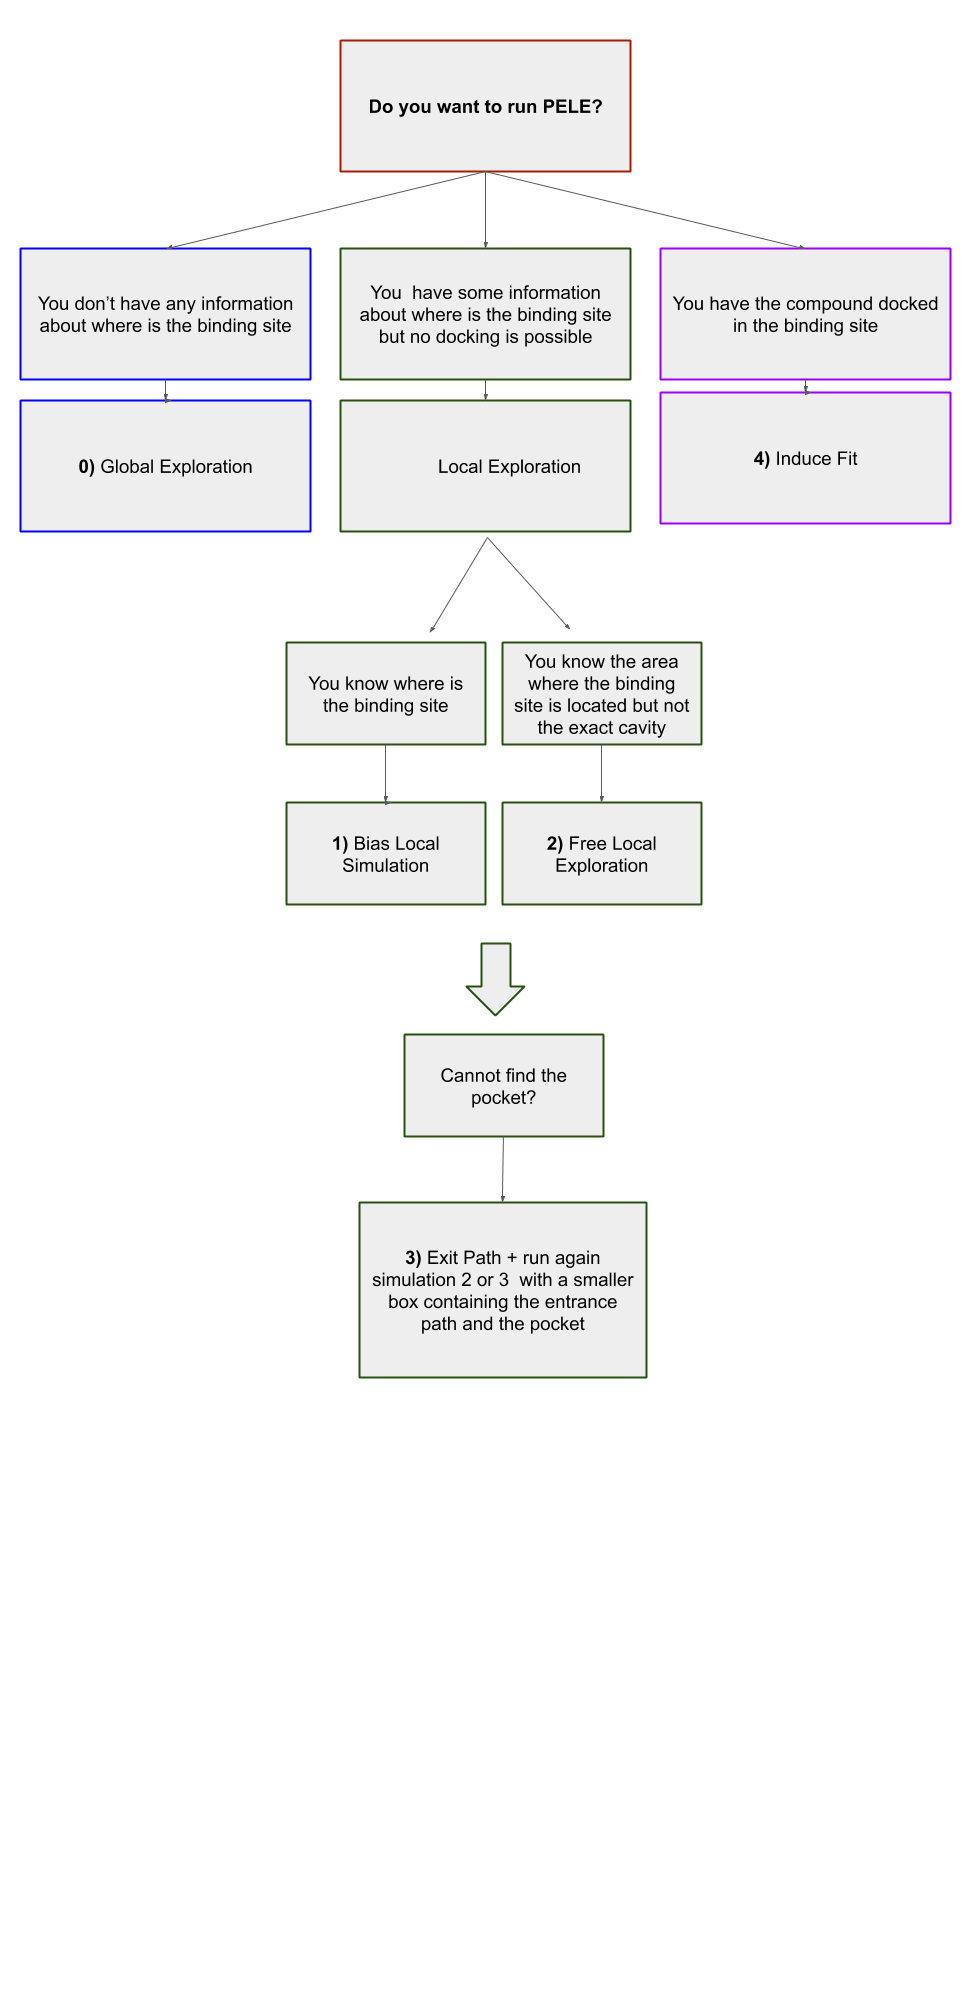 Do you want to run PELE?
You don’t have any information
about where is the binding site
You  have some information
about where is the binding site
but no docking is possible
You have the compound docked
in the binding site
0) Global Exploration
Local Exploration
4) Induce Fit
You know where is
the binding site
You know the area
where the binding
site is located but not
the exact cavity
1) Bias Local
Simulation
2) Free Local
Exploration
Cannot find the
pocket?
3) Exit Path + run again
simulation 2 or 3  with a smaller
box containing the entrance
path and the pocket